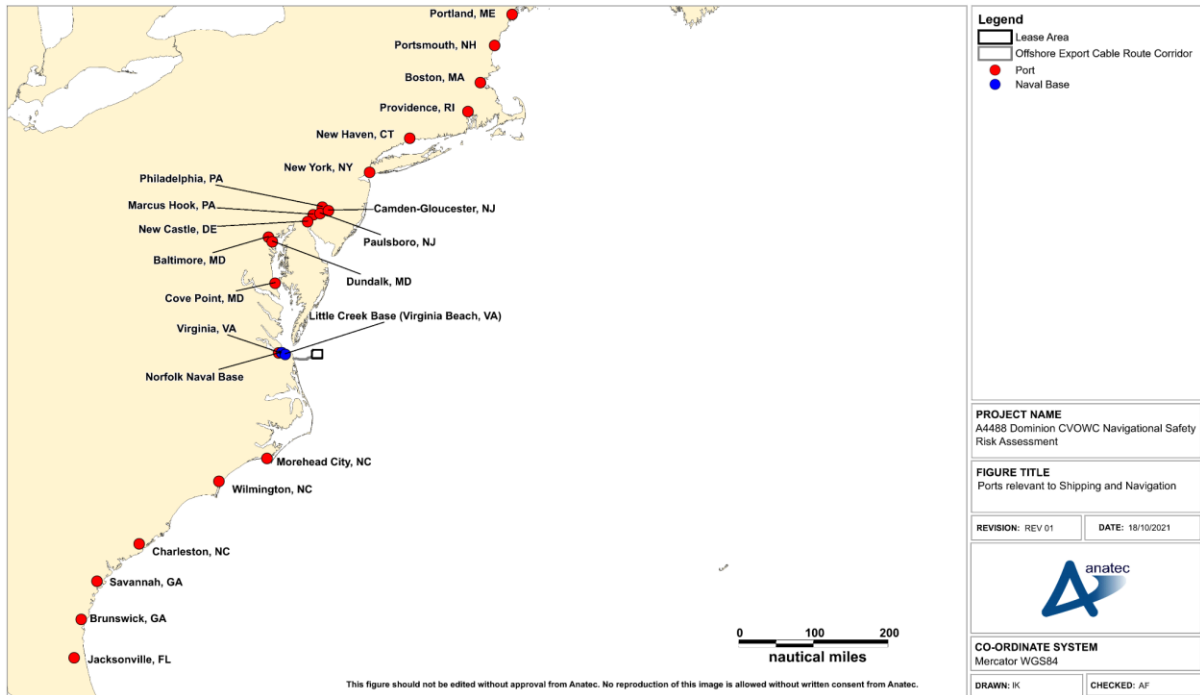 Portland, ME
Portsmouth, NH
Boston, MA
Providence, RI
New Haven, CT
New York, NY
Philadelphia, PA
Marcus Hook, PA
Camden-Gloucester, NJ
New Castle, DE
Paulsboro, NJ
Baltimore, MD
Dundalk, MD
Cove Point, MD
Little Creek Base (Virginia Beach, VA)
Virginia, VA
Norfolk Naval Base
Morehead City, NC
Wilmington, NC
Charleston, NC
Savannah, GA
Brunswick, GA
Jacksonville, FL
0 100 200
nautical miles
This figure should not be edited without approval from Anatec. No reproduction of this image is allowed without written consent from Anatec.
Legend
Lease Area
Offshore Export Cable Route Corridor
Port
Naval Base
PROJECT NAME
A4488 Dominion CVOWC Navigational Safety
Risk Assessment
FIGURE TITLE
Ports relevant to Shipping and Navigation
REVISION: REV 01
DATE: 18/10/2021
anatec
CO-ORDINATE SYSTEM
Mercator WGS84
DRAWN: IK
CHECKED: AF